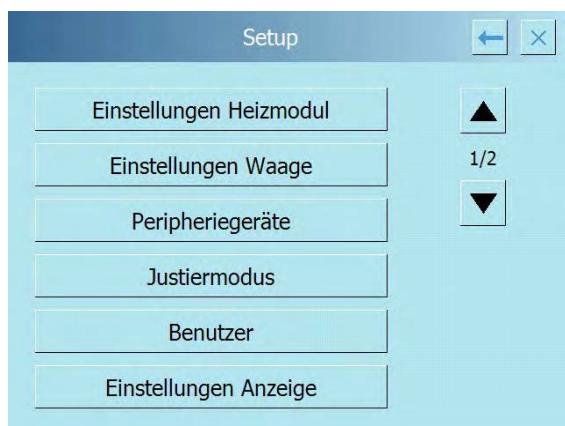 Setup
Einstellungen Heizmodul
Einstellungen Waage
Peripheriegeräte
Justiermodus
Benutzer
Einstellungen Anzeige
1/2